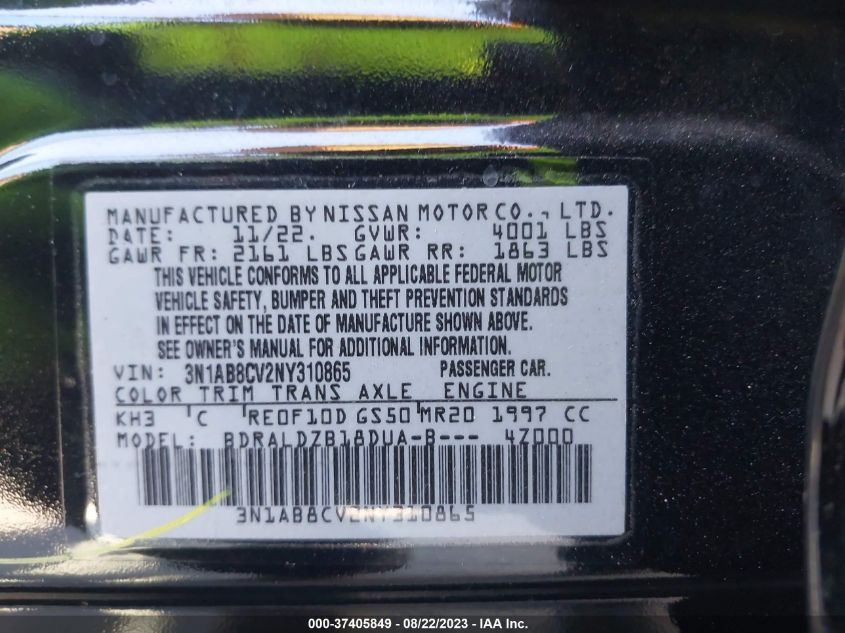 MANUFACTURED BY NISSAN MOTOR CO., LTD.
DATE: 11/22. GVWR: 4001 LBS
GAWR FR: 2161 LBS GAWR RR: 1863 LBS
THIS VEHICLE CONFORMS TO ALL APPLICABLE FEDERAL MOTOR
VEHICLE SAFETY, BUMPER AND THEFT PREVENTION STANDARDS
IN EFFECT ON THE DATE OF MANUFACTURE SHOWN ABOVE.
SEE OWNER'S MANUAL FOR ADDITIONAL INFORMATION.
VIN: 3N1AB8CV2NY310865 PASSENGER CAR.
COLOR TRIM TRANS AXLE ENGINE
KH3 C RE0F10D GS50 MR20 1997 CC
MODEL: BDRALDZB18DUA-B--- 4Z000
3N1AB8CV2NY310865
000-37405849 - 08/22/2023 - IAA Inc.